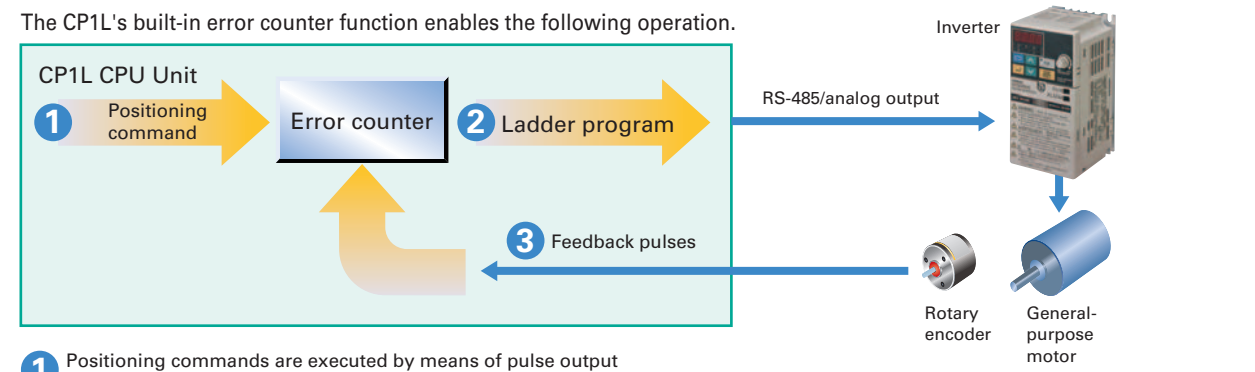 The CP1L's built-in error counter function enables the following operation.
Inverter
CP1L CPU Unit
1
Positioning
command
Error counter
2
Ladder program
RS-485/analog output
3
Feedback pulses
Rotary
encoder
General-
purpose
motor
1
Positioning commands are executed by means of pulse output